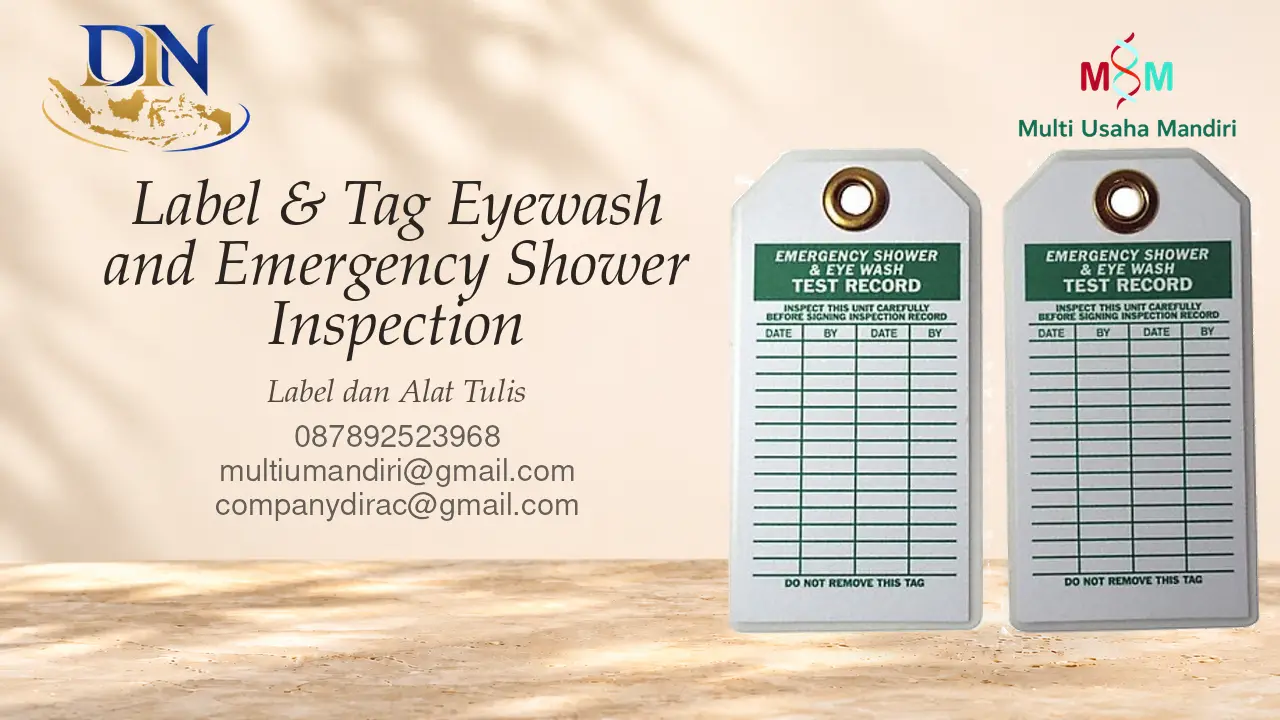 DIN
MSM
Multi Usaha Mandiri
Label & Tag Eyewash
and Emergency Shower
Inspection
Label dan Alat Tulis
087892523968
multiumandiri@gmail.com
companydirac@gmail.com
EMERGENCY SHOWER
& EYE WASH
TEST RECORD
INSPECT THIS UNIT CAREFULLY
BEFORE SIGNING INSPECTION RECORD
DATE BY DATE BY
DO NOT REMOVE THIS TAG
EMERGENCY SHOWER
& EYE WASH
TEST RECORD
INSPECT THIS UNIT CAREFULLY
BEFORE SIGNING INSPECTION RECORD
DATE BY DATE BY
DO NOT REMOVE THIS TAG